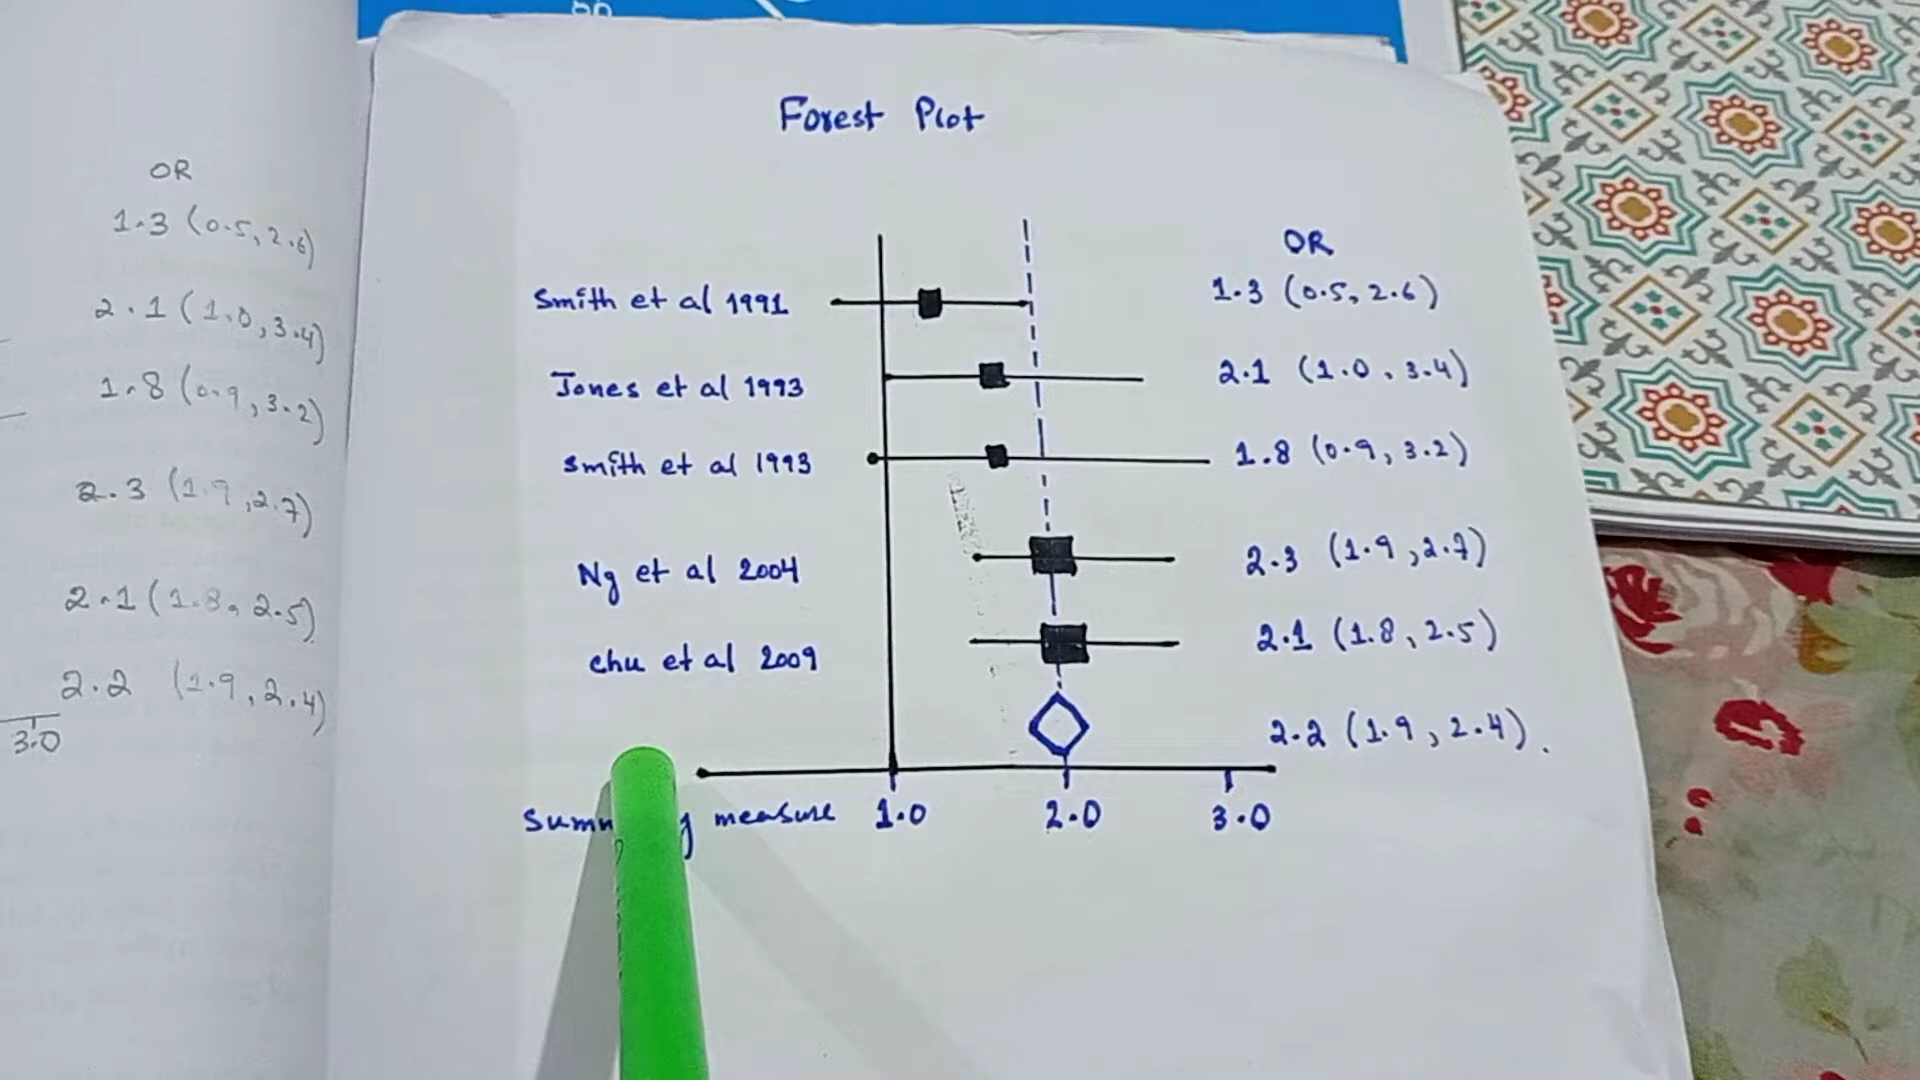 OR
1.3 (0.5, 2.6)
2.1 (1.0, 3.4)
1.8 (0.9, 3.2)
2.3 (1.9, 2.7)
2.1 (1.8, 2.5)
2.2 (1.9, 2.4)
3.0
Forest Plot
OR
Smith et al 1991 1.3 (0.5, 2.6)
Jones et al 1993 2.1 (1.0, 3.4)
Smith et al 1993 1.8 (0.9, 3.2)
Ng et al 2004 2.3 (1.9, 2.7)
Chu et al 2009 2.1 (1.8, 2.5)
2.2 (1.9, 2.4).
measure 1.0 2.0 3.0